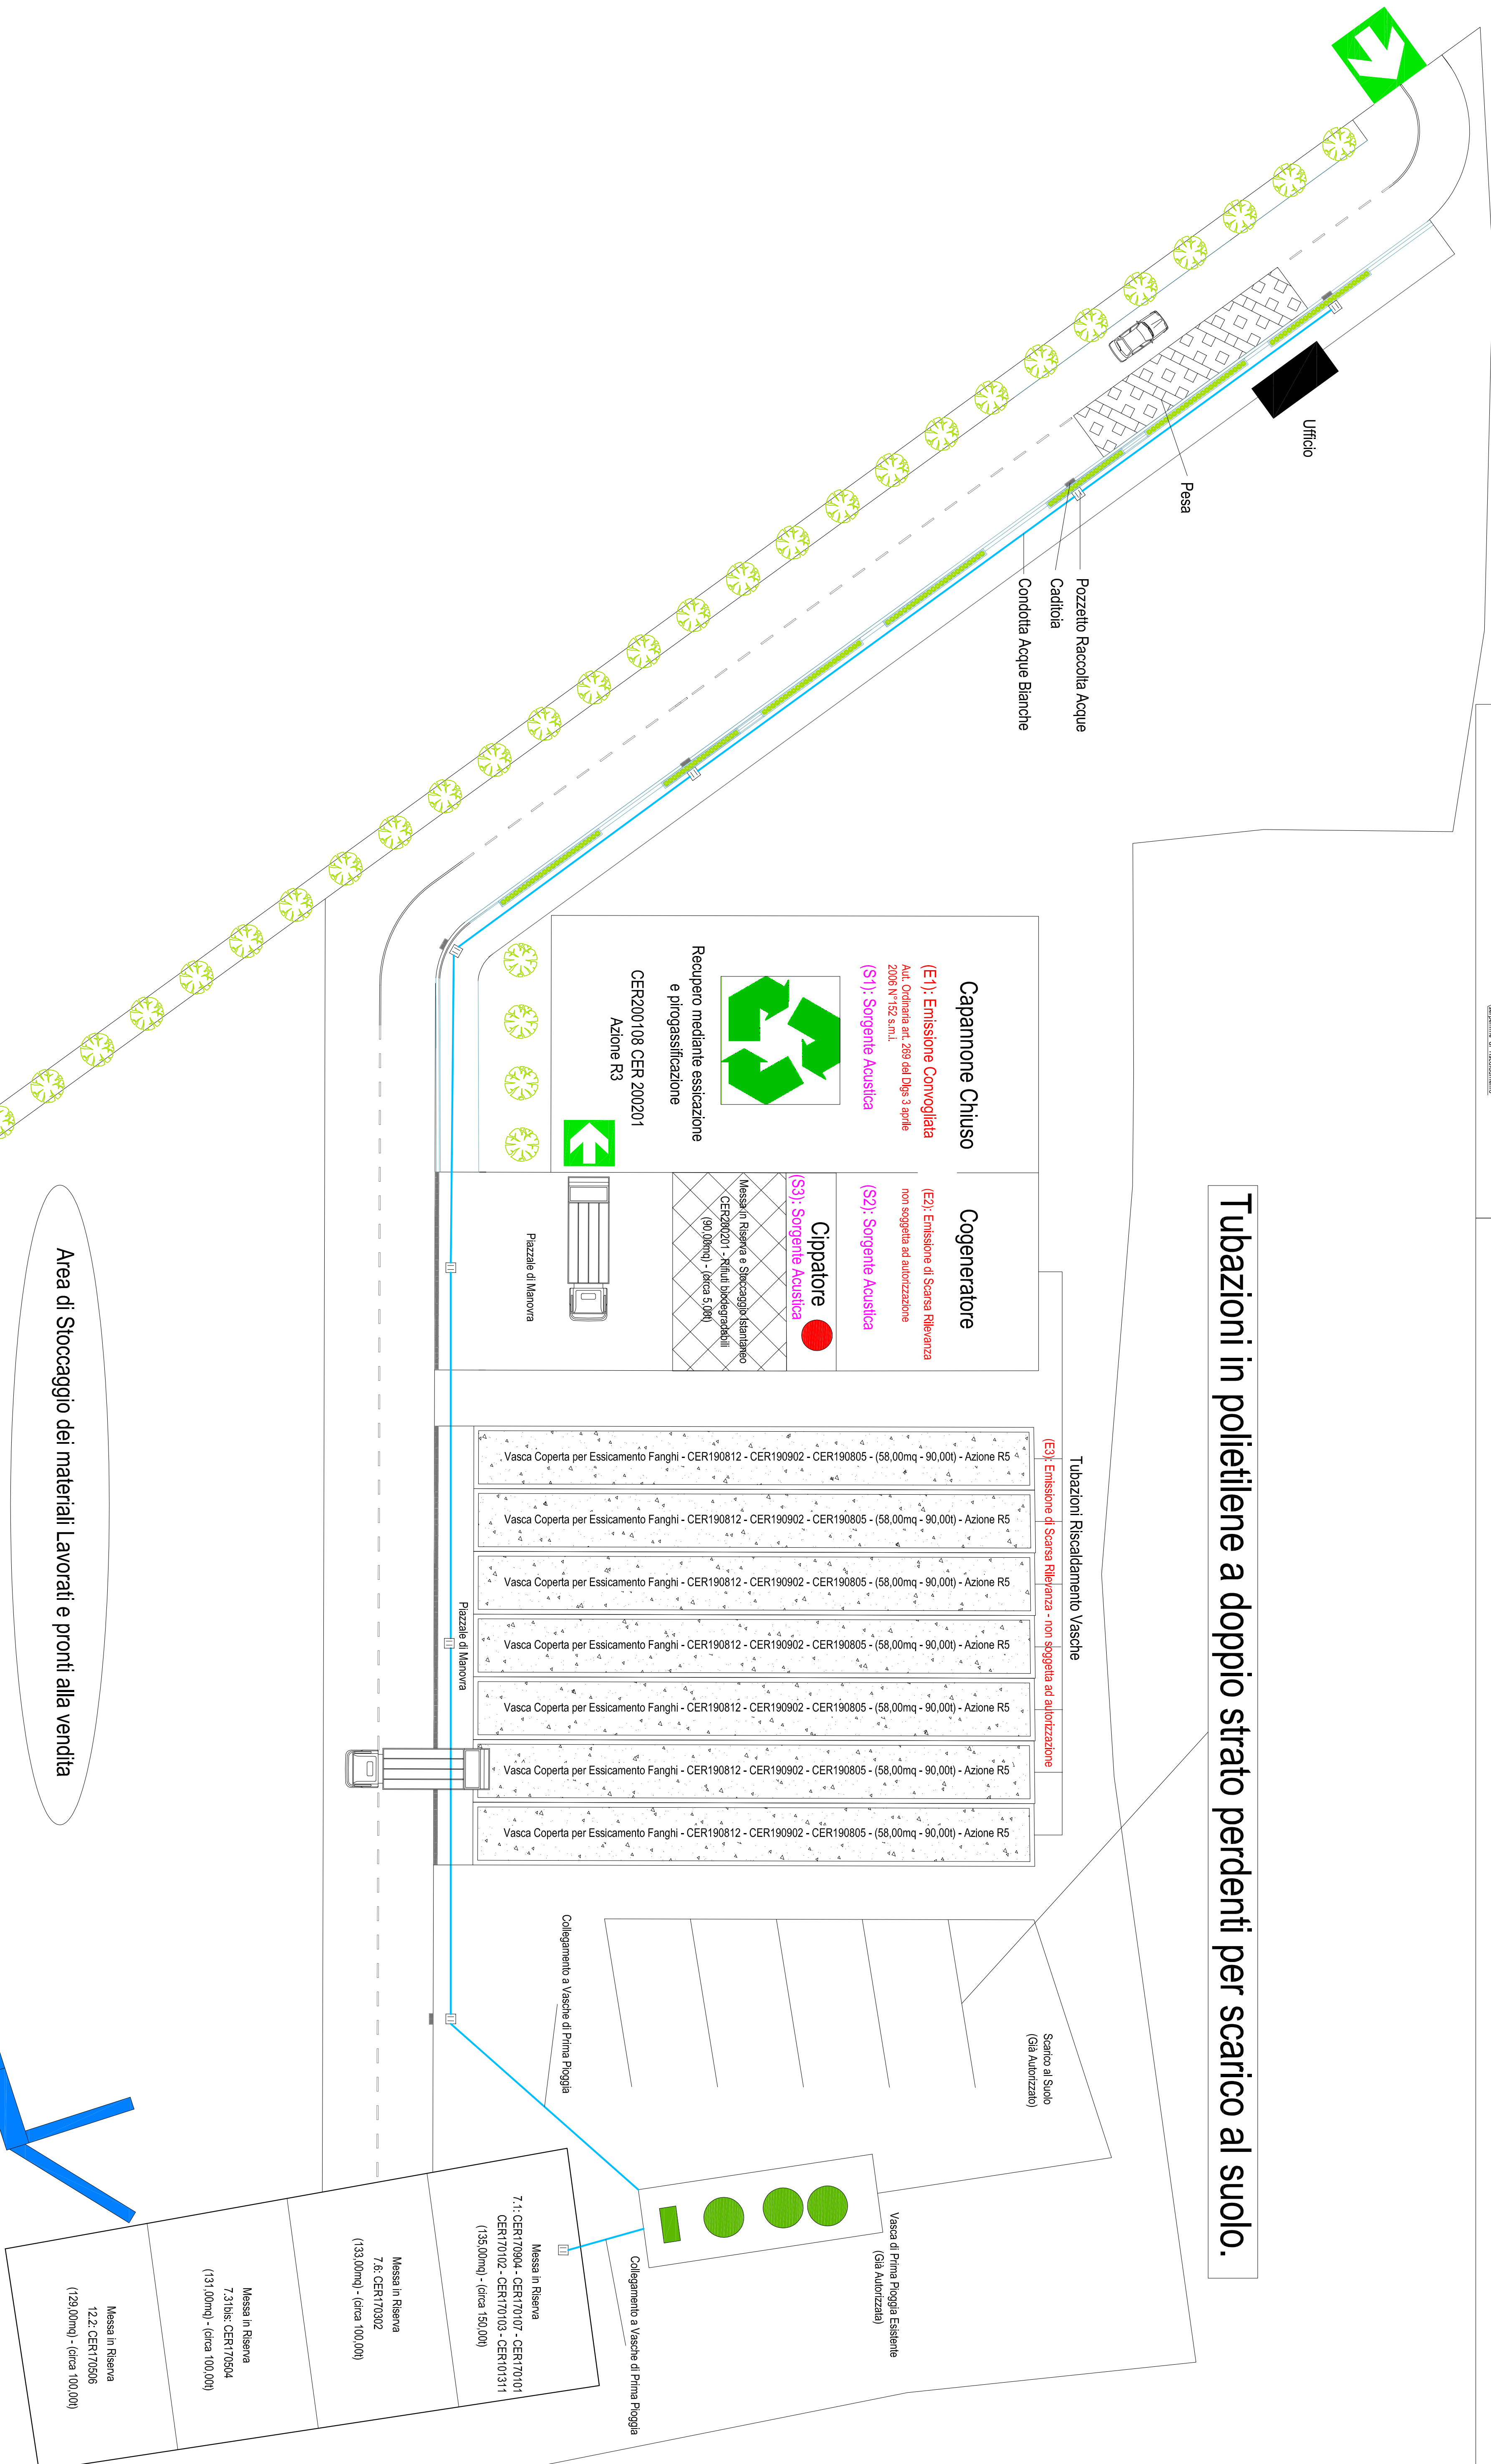 Tubazioni in polietilene a doppio strato perdenti per scarico al suolo.
Ufficio
Pesa
Pozzetto Raccolta Acque
Caditoia
Condotta Acque Bianche
Capannone Chiuso
(E1): Emissione Convogliata
Aut. Ordinaria art. 269 del Dlgs 3 aprile
2006 N°152 s.m.i.
(S1): Sorgente Acustica
Recupero mediante essicazione
e pirogassificazione
CER200108 CER 200201
Azione R3
Cogeneratore
(E2): Emissione di Scarsa Rilevanza
non soggetta ad autorizzazione
(S2): Sorgente Acustica
Cippatore
(S3): Sorgente Acustica
Messa in Riserva e Stoccaggio Istantaneo
CER200201 - Rifiuti biodegradabili
(90,00mq) - (circa 5,00t)
Piazzale di Manovra
Tubazioni Riscaldamento Vasche
(E3): Emissione di Scarsa Rilevanza - non soggetta ad autorizzazione
Vasca Coperta per Essicamento Fanghi - CER190812 - CER190902 - CER190805 - (58,00mq - 90,00t) - Azione R5
Vasca Coperta per Essicamento Fanghi - CER190812 - CER190902 - CER190805 - (58,00mq - 90,00t) - Azione R5
Vasca Coperta per Essicamento Fanghi - CER190812 - CER190902 - CER190805 - (58,00mq - 90,00t) - Azione R5
Vasca Coperta per Essicamento Fanghi - CER190812 - CER190902 - CER190805 - (58,00mq - 90,00t) - Azione R5
Vasca Coperta per Essicamento Fanghi - CER190812 - CER190902 - CER190805 - (58,00mq - 90,00t) - Azione R5
Vasca Coperta per Essicamento Fanghi - CER190812 - CER190902 - CER190805 - (58,00mq - 90,00t) - Azione R5
Vasca Coperta per Essicamento Fanghi - CER190812 - CER190902 - CER190805 - (58,00mq - 90,00t) - Azione R5
Piazzale di Manovra
Scarico al Suolo
(Già Autorizzato)
Collegamento a Vasche di Prima Pioggia
Vasca di Prima Pioggia Esistente
(Già Autorizzata)
Collegamento a Vasche di Prima Pioggia
Messa in Riserva
7.1: CER170904 - CER170107 - CER170101
CER170102 - CER170103 - CER101311
(135,00mq) - (circa 150,00t)
Messa in Riserva
7.6: CER170302
(133,00mq) - (circa 100,00t)
Messa in Riserva
7.31bis: CER170504
(131,00mq) - (circa 100,00t)
Messa in Riserva
12.2: CER170506
(129,00mq) - (circa 100,00t)
Area di Stoccaggio dei materiali Lavorati e pronti alla vendita